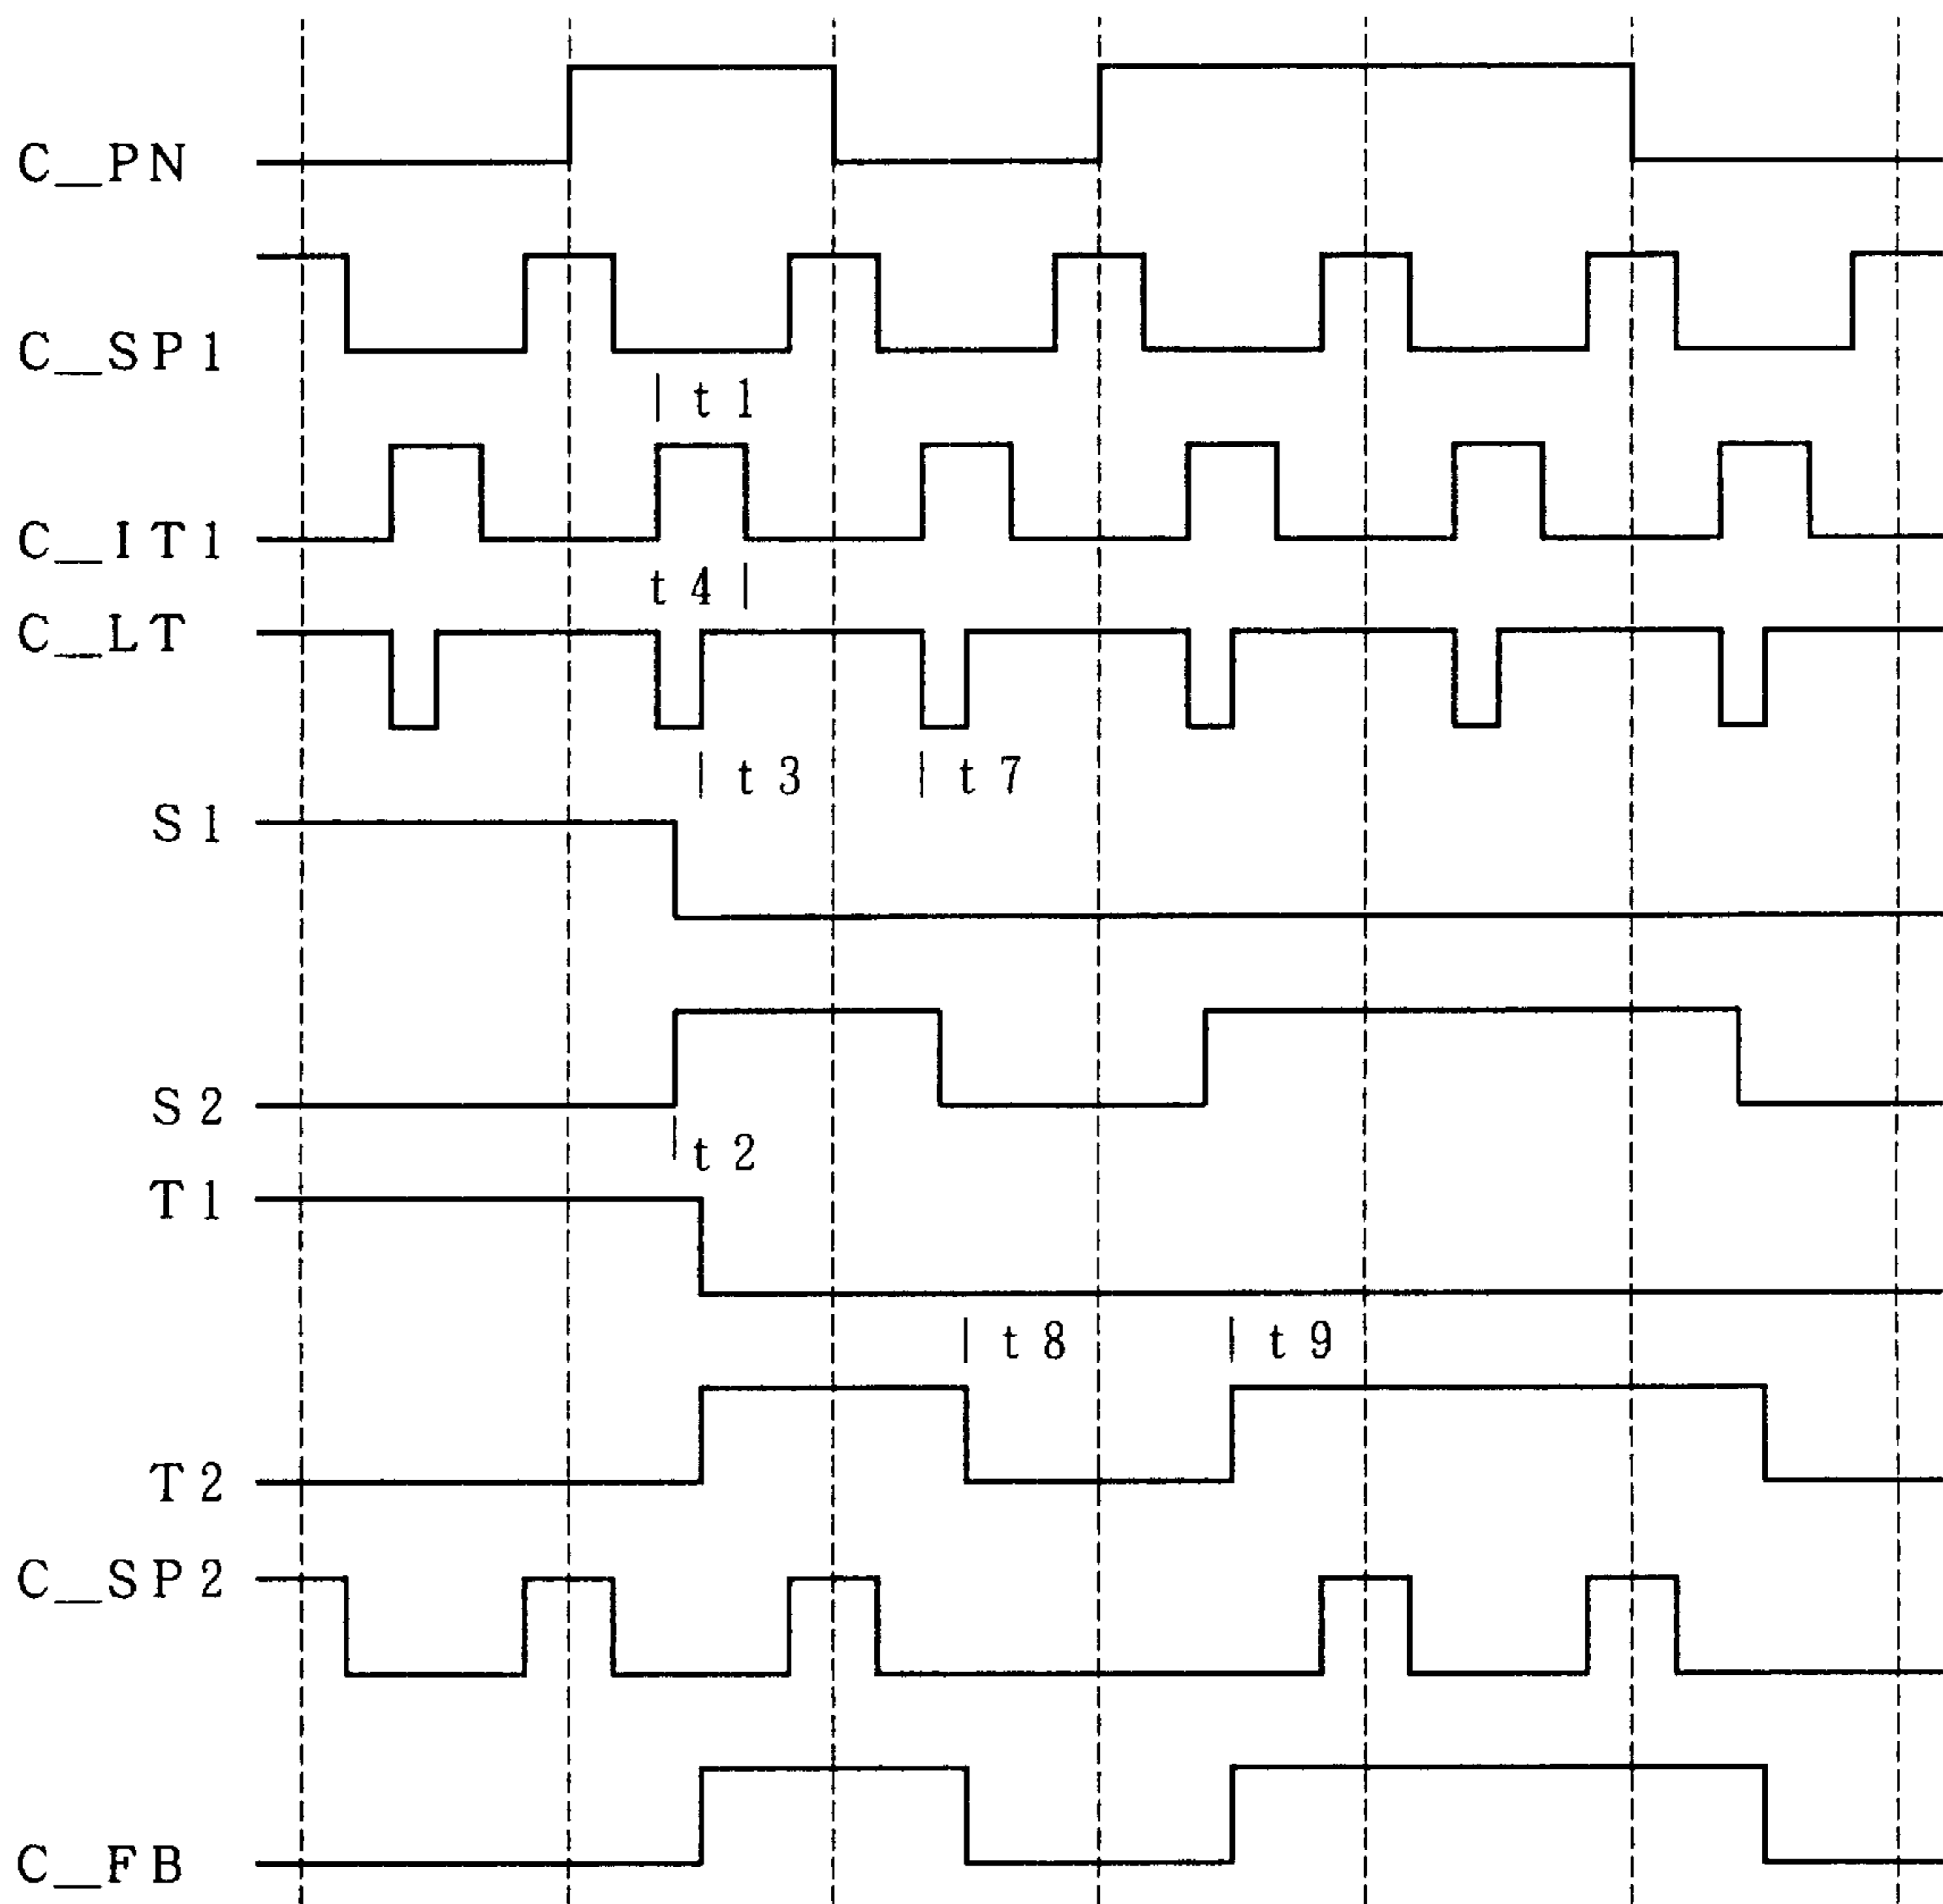 C_PN
C_SP1
t1
C_IT1
t4
C_LT
t3 t7
S1
S2
t2
T1
t8 t9
T2
C_SP2
C_FB